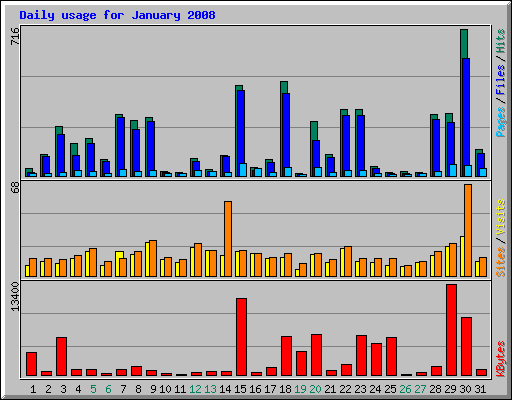 Daily usage for January 2008
716
Pages / Files / Hits
68
Sites / Visits
13400
KBytes
1 2 3 4 5 6 7 8 9 10 11 12 13 14 15 16 17 18 19 20 21 22 23 24 25 26 27 28 29 30 31